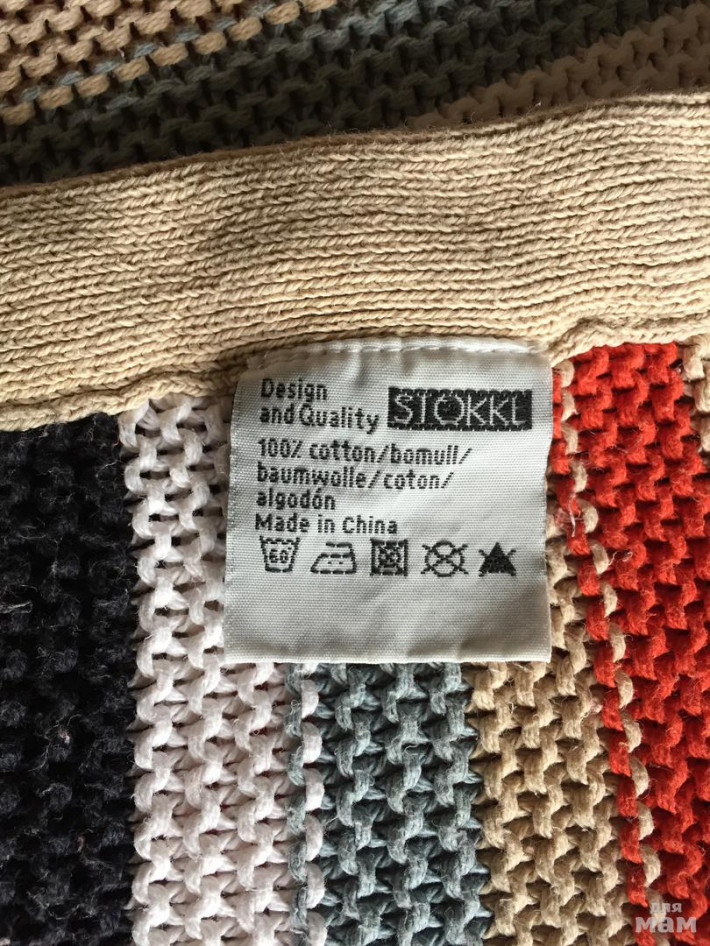 Design
and Quality STOKKE
100% cotton/bomull/
baumwolle/coton/
algodón
Made in China
60
для
мам